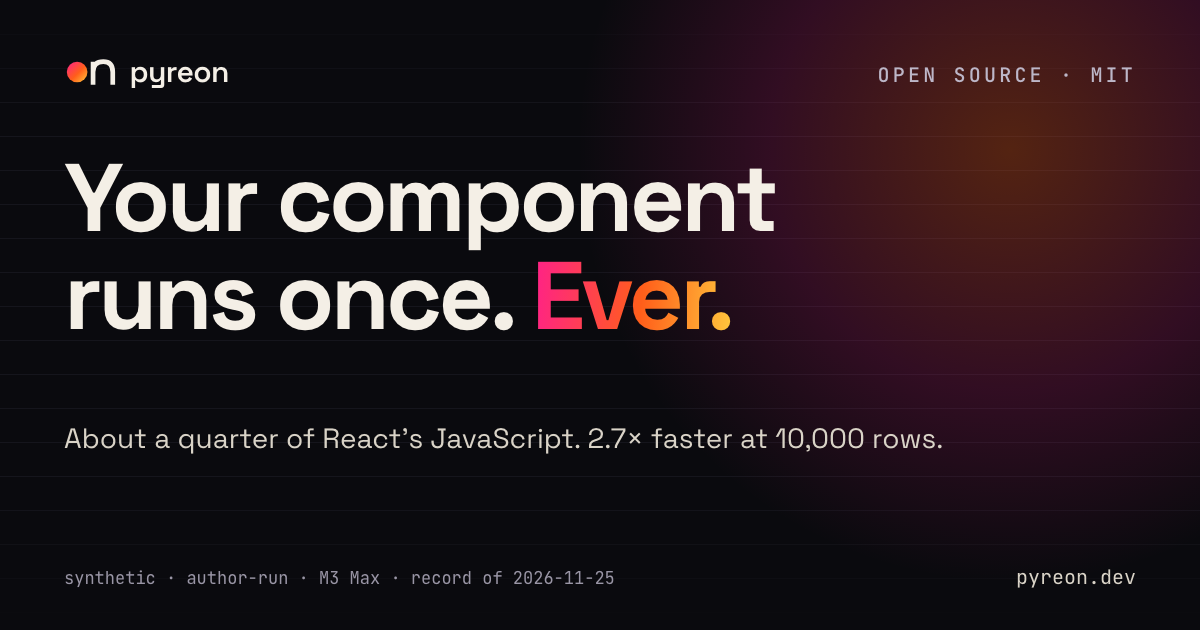 on pyreon
OPEN SOURCE · MIT
Your component
runs once. Ever.
About a quarter of React’s JavaScript. 2.7× faster at 10,000 rows.
synthetic · author-run · M3 Max · record of 2026-11-25
pyreon.dev